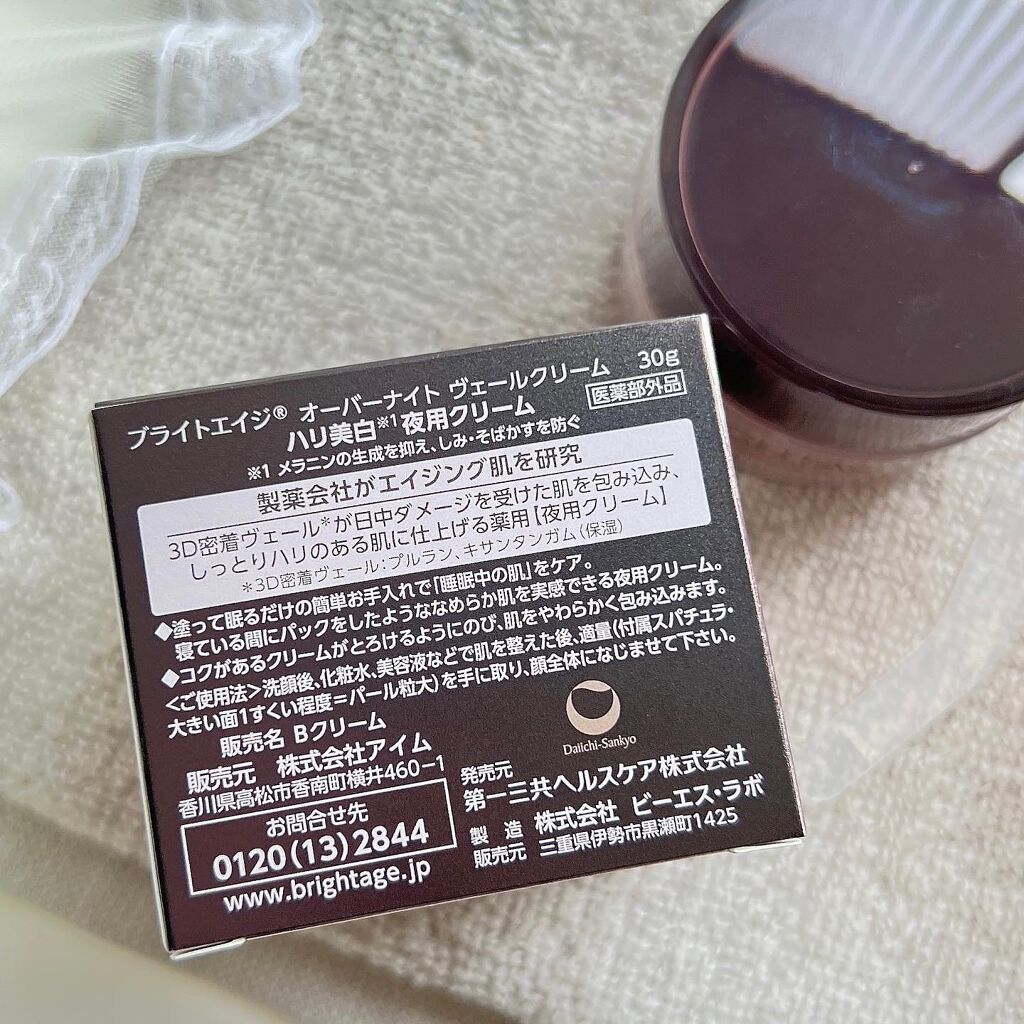 ブライトエイジ® オーバーナイト ヴェールクリーム 30g
ハリ美白※1夜用クリーム 医薬部外品
※1 メラニンの生成を抑え、しみ・そばかすを防ぐ
製薬会社がエイジング肌を研究
3D密着ヴェール*が日中ダメージを受けた肌を包み込み、
しっとりハリのある肌に仕上げる薬用【夜用クリーム】
*3D密着ヴェール：プルラン、キサンタンガム（保湿）
◆塗って眠るだけの簡単お手入れで「睡眠中の肌」をケア。
寝ている間にパックをしたようななめらか肌を実感できる夜用クリーム。
◆コクがあるクリームがとろけるようにのび、肌をやわらかく包み込みます。
＜ご使用法＞洗顔後、化粧水、美容液などで肌を整えた後、適量（付属スパチュラ・
大きい面1すくい程度＝パール粒大）を手に取り、顔全体になじませて下さい。
販売名 Bクリーム
販売元 株式会社アイム
香川県高松市香南町横井460-1
お問合せ先
0120(13)2844
www.brightage.jp
Daiichi-Sankyo
発売元
第一三共ヘルスケア株式会社
製造 株式会社 ビーエス・ラボ
販売元 三重県伊勢市黒瀬町1425